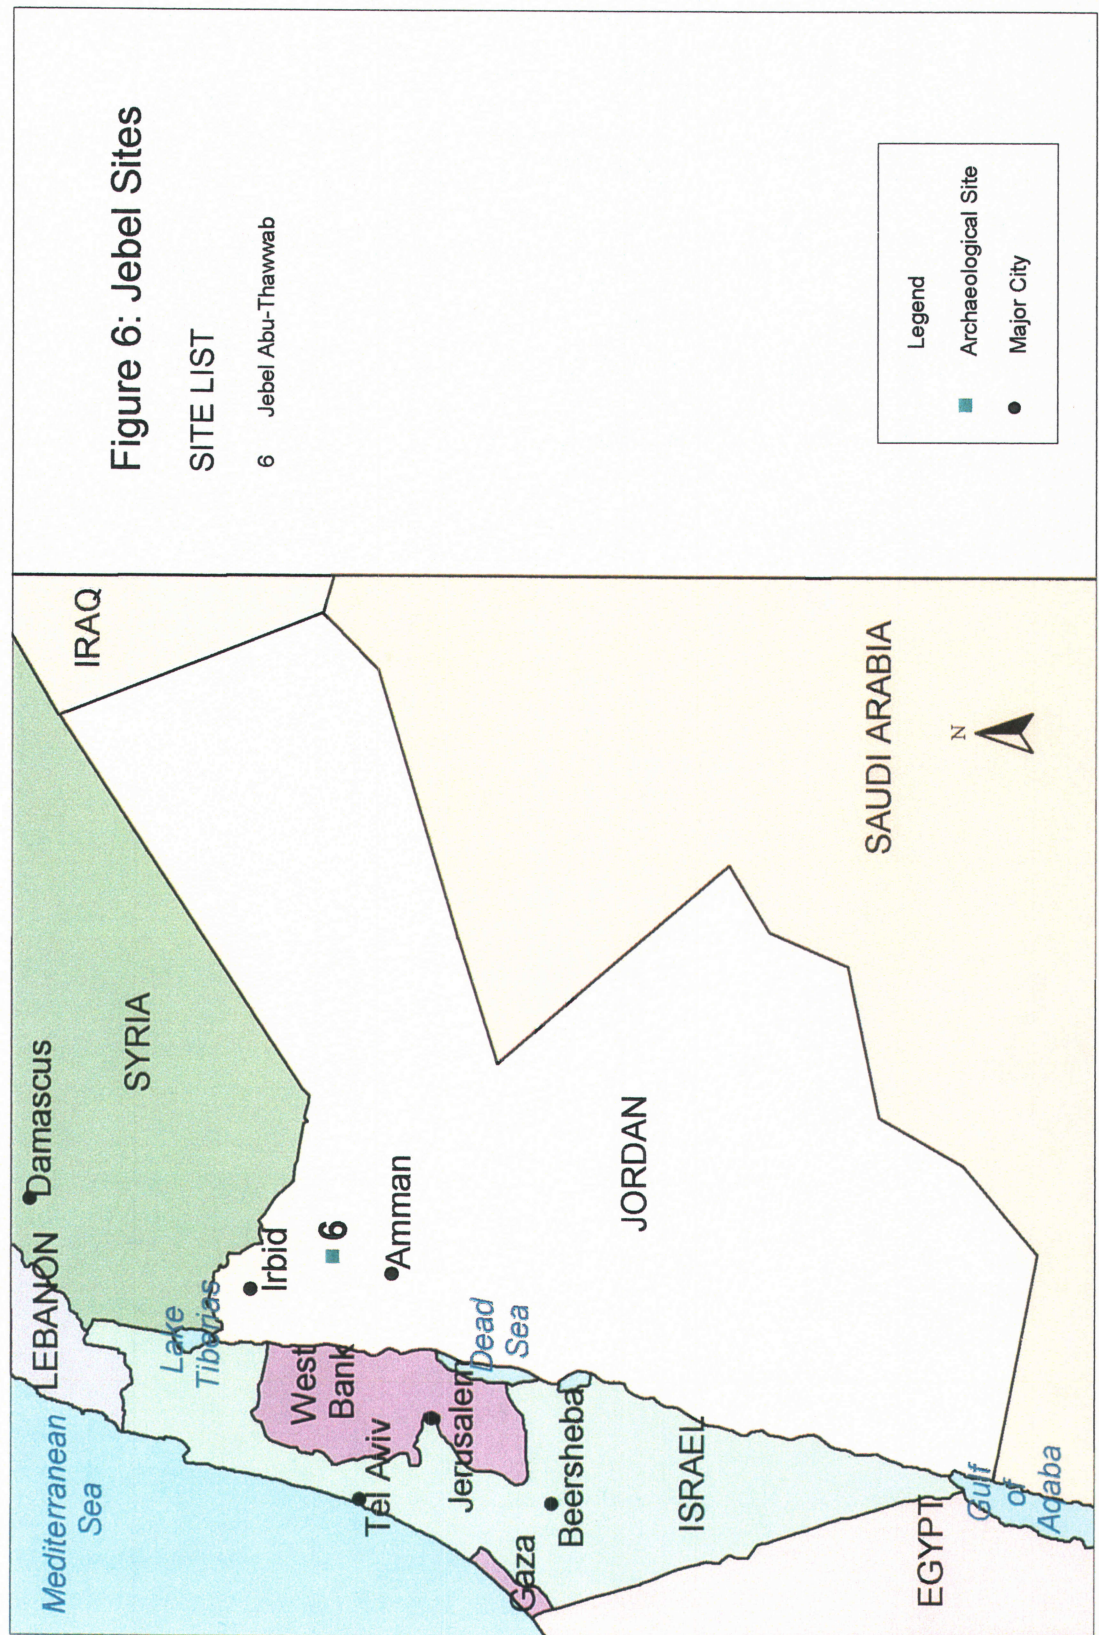 Figure 6: Jebel Sites
SITE LIST
6 Jebel Abu-Thawwab
Legend
Archaeological Site
Major City
Mediterranean
Sea
LEBANON
Damascus
SYRIA
IRAQ
Lake
Tiberias
Irbid
6
West
Bank
Tel Aviv
Amman
Jerusalem
Dead
Sea
Gaza
Beersheba
JORDAN
ISRAEL
SAUDI ARABIA
EGYPT
N
Gulf
of
Aqaba